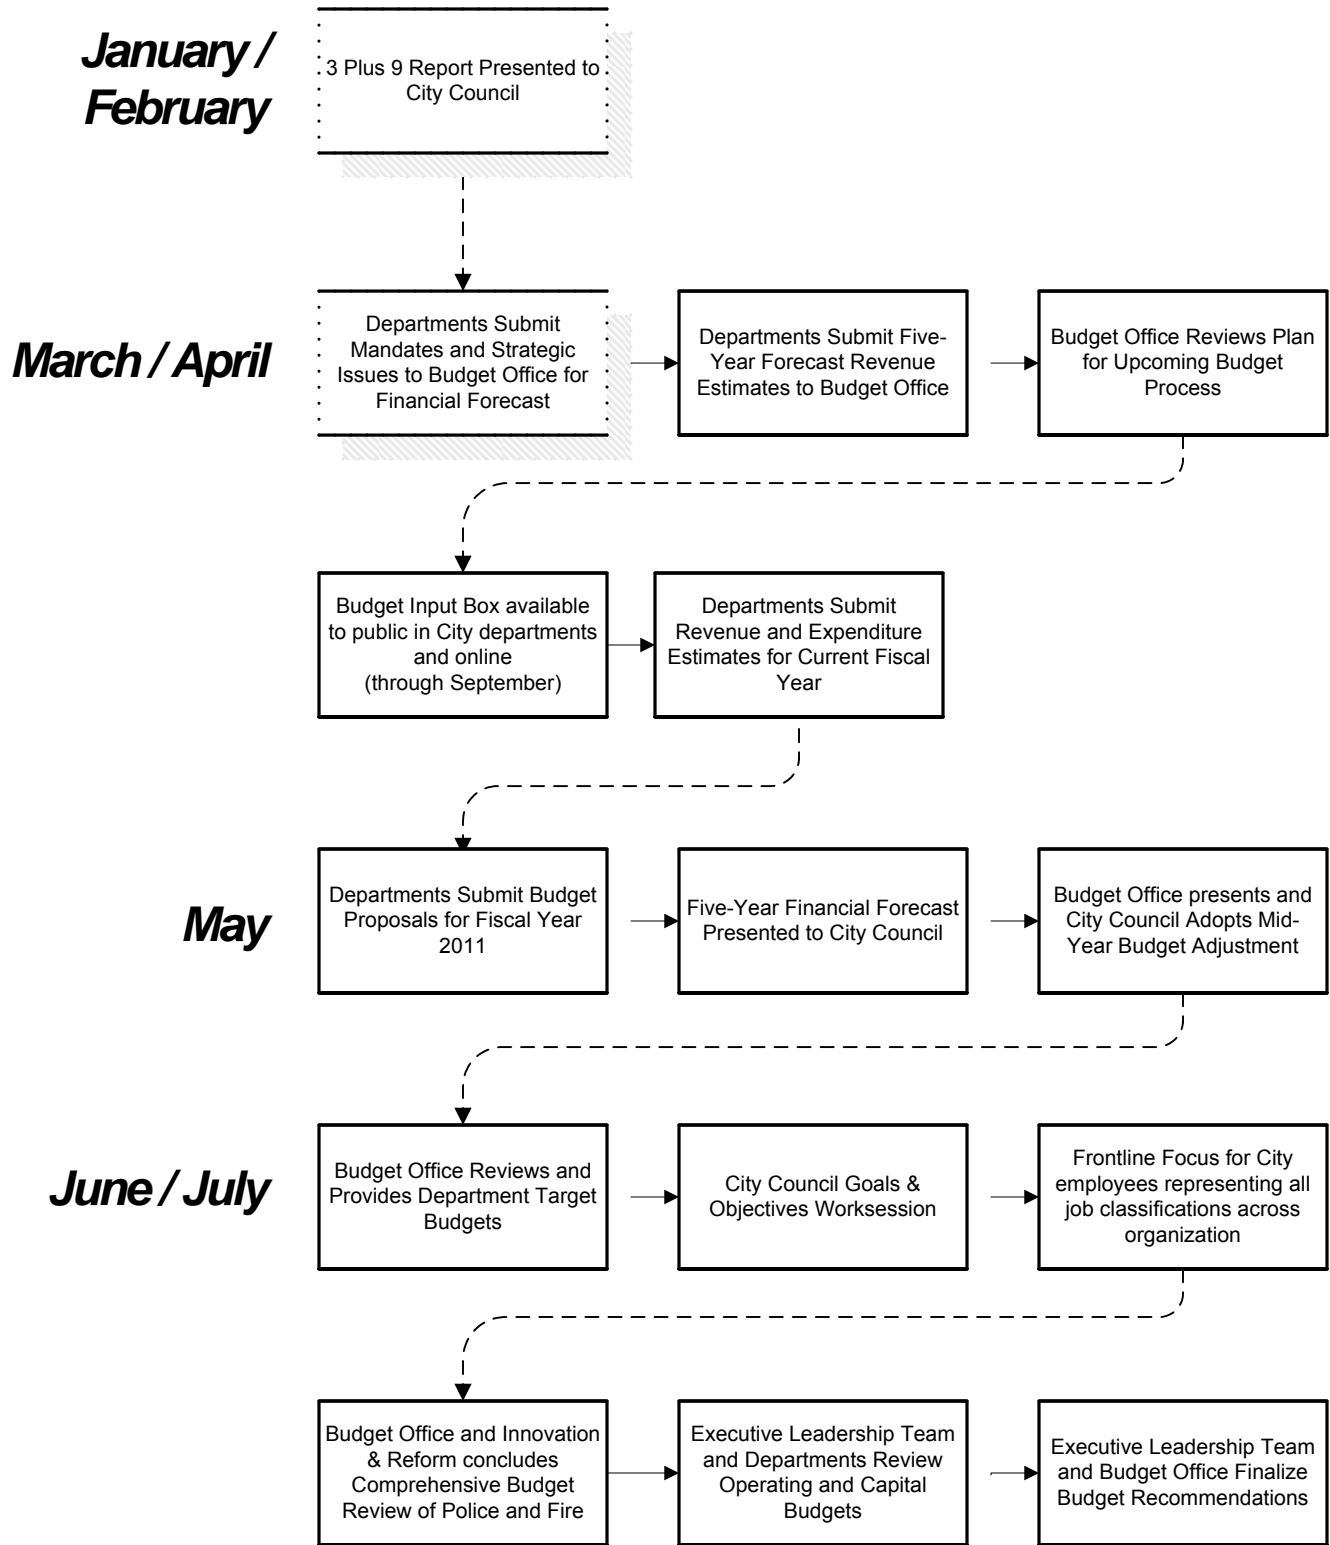 January /
February
3 Plus 9 Report Presented to
City Council
March / April
Departments Submit
Mandates and Strategic
Issues to Budget Office for
Financial Forecast
Departments Submit Five-
Year Forecast Revenue
Estimates to Budget Office
Budget Office Reviews Plan
for Upcoming Budget
Process
Budget Input Box available
to public in City departments
and online
(through September)
Departments Submit
Revenue and Expenditure
Estimates for Current Fiscal
Year
May
Departments Submit Budget
Proposals for Fiscal Year
2011
Five-Year Financial Forecast
Presented to City Council
Budget Office presents and
City Council Adopts Mid-
Year Budget Adjustment
June / July
Budget Office Reviews and
Provides Department Target
Budgets
City Council Goals &
Objectives Worksession
Frontline Focus for City
employees representing all
job classifications across
organization
Budget Office and Innovation
& Reform concludes
Comprehensive Budget
Review of Police and Fire
Executive Leadership Team
and Departments Review
Operating and Capital
Budgets
Executive Leadership Team
and Budget Office Finalize
Budget Recommendations